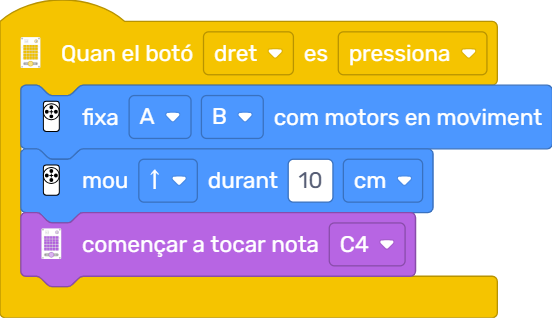 Quan el botó dret es pressiona
fixa A B com motors en moviment
mou ↑ durant 10 cm
començar a tocar nota C4